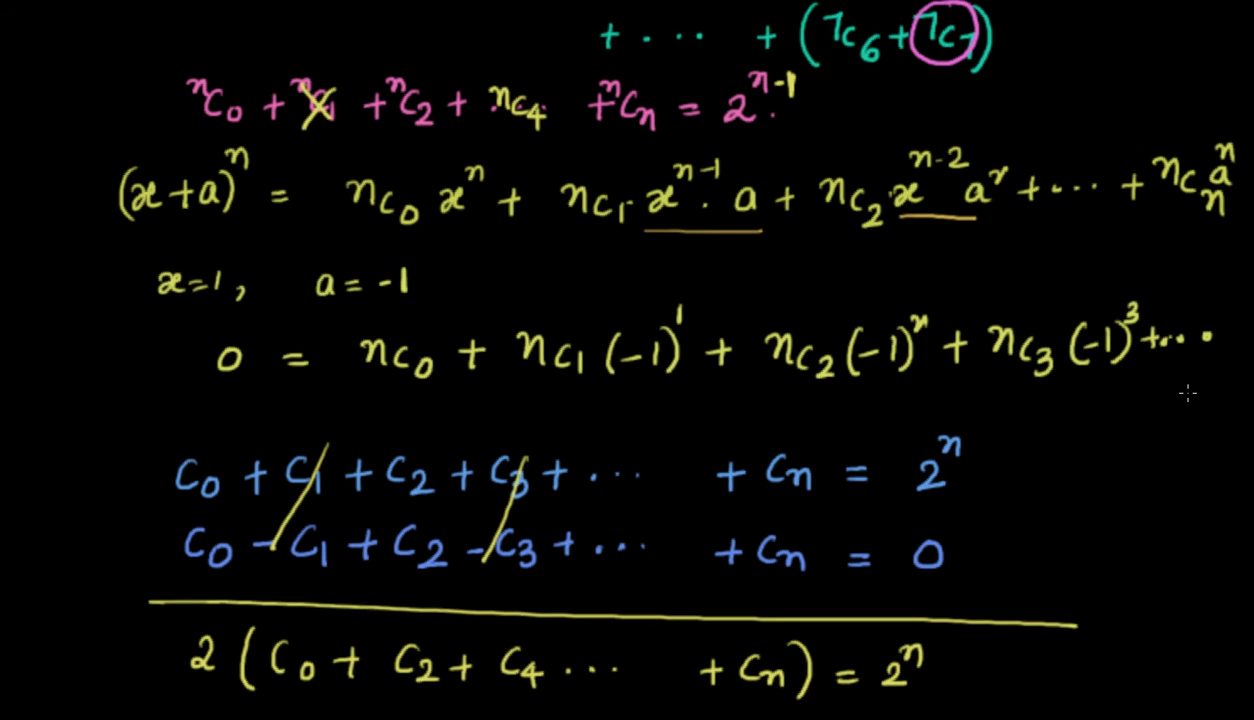 + . .. + (7c6 + 7c7)
ⁿC₀ + ⁿC₁ + ⁿC₂ + nC₄ + ⁿCₙ = 2ⁿ⁻¹
(x+a)ⁿ = nC₀ xⁿ + nC₁ xⁿ⁻¹ . a + nC₂ xⁿ⁻² a² + ... + nCₙ aⁿ
x=1, a = -1
0 = nC₀ + nC₁ (-1)¹ + nC₂ (-1)² + nC₃ (-1)³ + ...
C₀ + C₁ + C₂ + C₃ + ... + Cₙ = 2ⁿ
C₀ - C₁ + C₂ - C₃ + ... + Cₙ = 0
2 (C₀ + C₂ + C₄ ... + Cₙ) = 2ⁿ